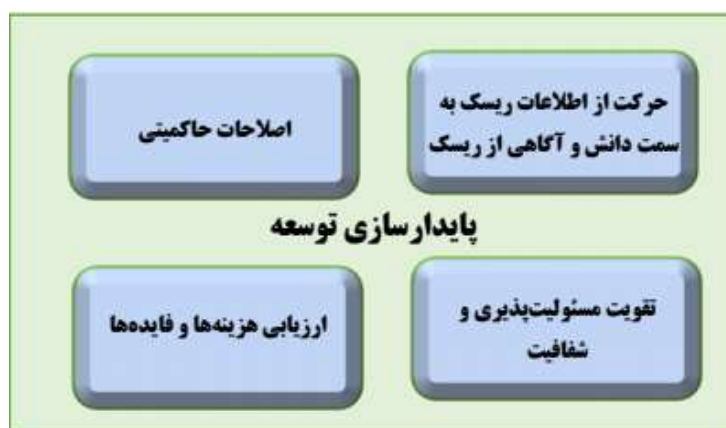 حرکت از اطلاعات ریسک به
سمت دانش و آگاهی از ریسک
اصلاحات حاکمیتی
پایدارسازی توسعه
تقویت مسئولیت‌پذیری و
شفافیت
ارزیابی هزینه‌ها و فایده‌ها